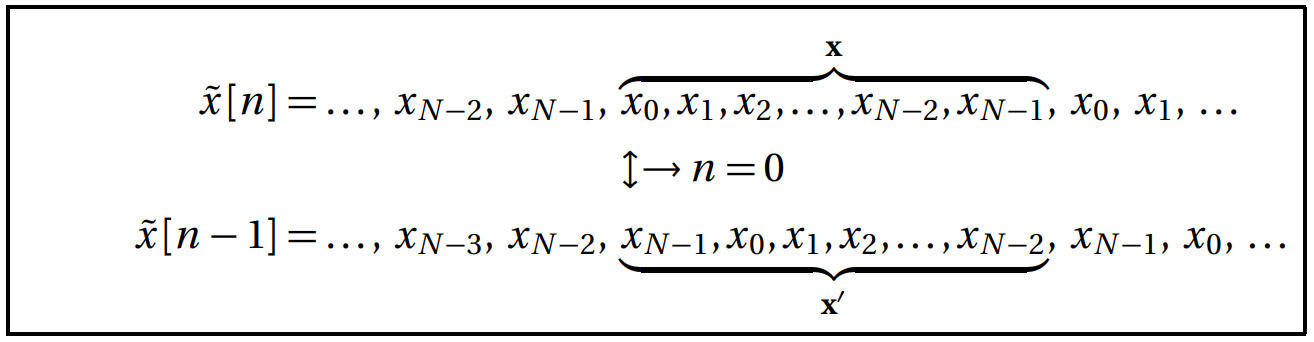 x
x̃[n] = …, x_{N−2}, x_{N−1}, x_0, x_1, x_2, …, x_{N−2}, x_{N−1}, x_0, x_1, …
↕→ n = 0
x̃[n − 1] = …, x_{N−3}, x_{N−2}, x_{N−1}, x_0, x_1, x_2, …, x_{N−2}, x_{N−1}, x_0, …
x′